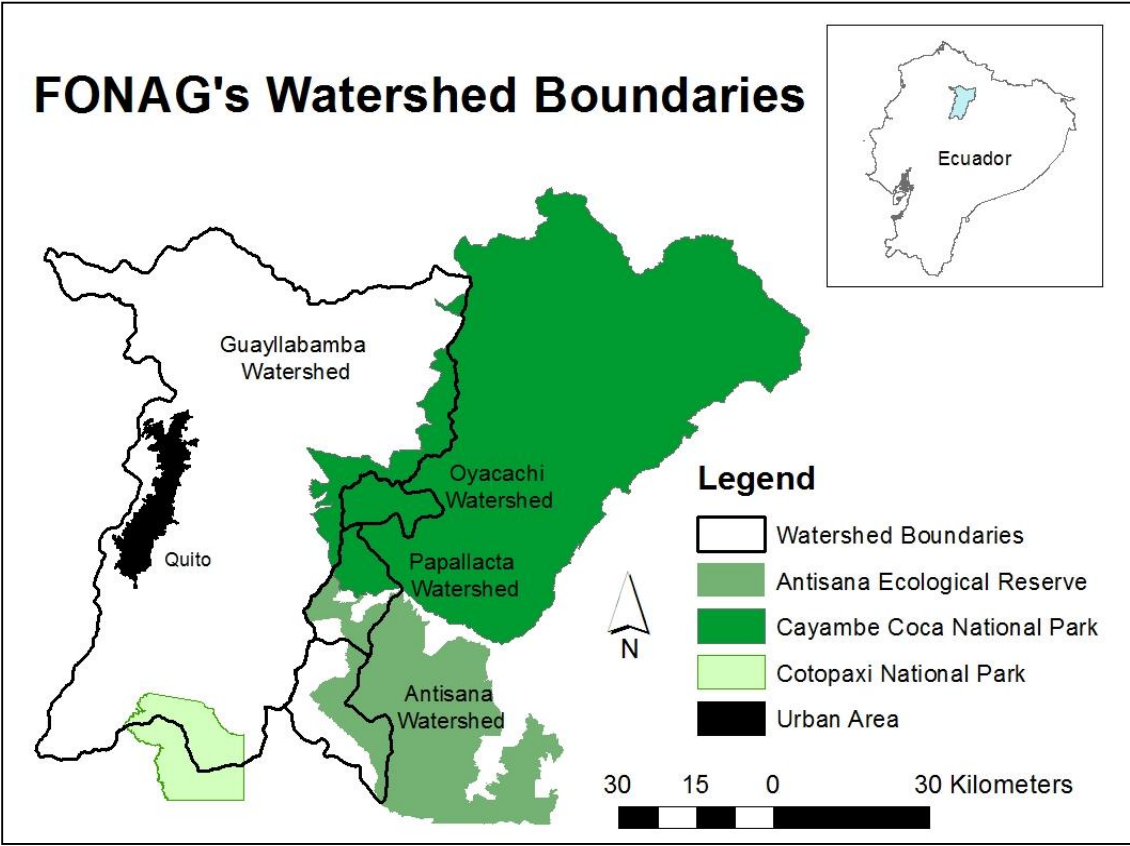 FONAG's Watershed Boundaries
Ecuador
Guayllabamba
Watershed
Oyacachi
Watershed
Quito
Papallacta
Watershed
Antisana
Watershed
N
Legend
Watershed Boundaries
Antisana Ecological Reserve
Cayambe Coca National Park
Cotopaxi National Park
Urban Area
30 15 0 30 Kilometers